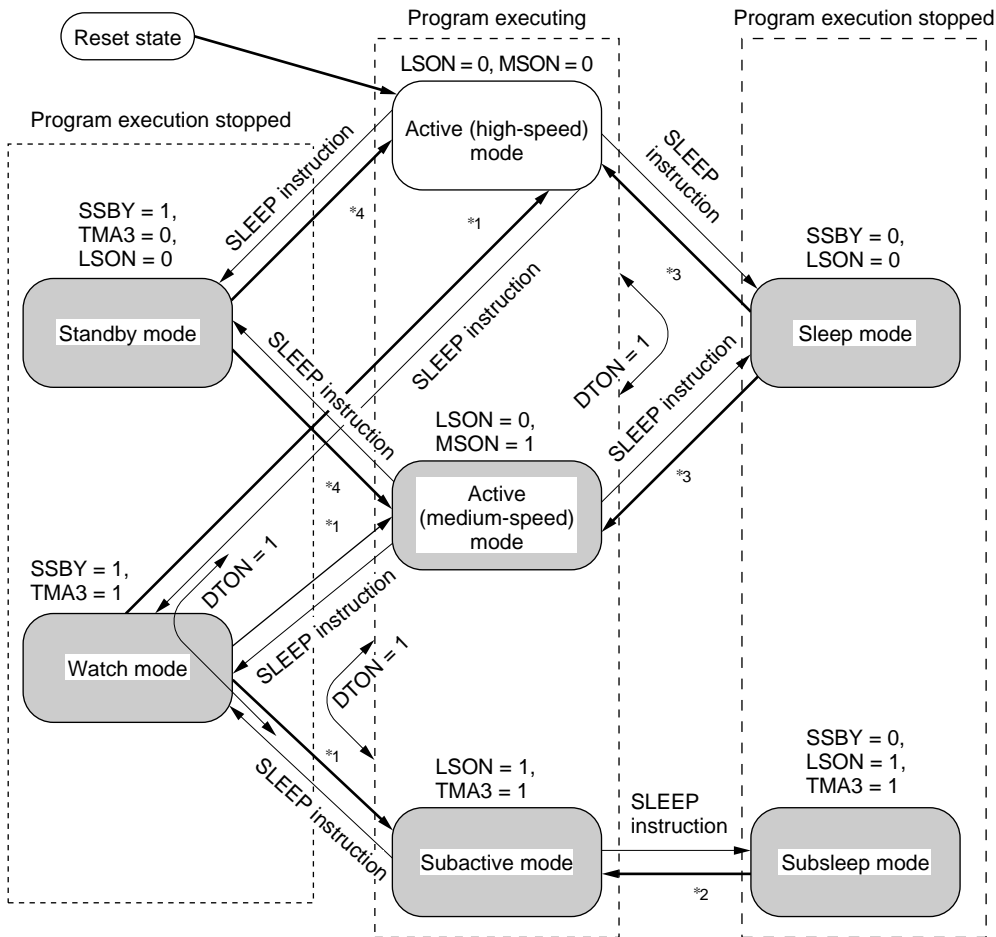 Program executing
Program execution stopped
Reset state
LSON = 0, MSON = 0
Program execution stopped
Active (high-speed)
mode
SLEEP instruction
SLEEP
instruction
SSBY = 1,
TMA3 = 0,
LSON = 0
*4
*1
SSBY = 0,
LSON = 0
*3
Standby mode
SLEEP instruction
SLEEP instruction
DTON = 1
Sleep mode
SLEEP instruction
LSON = 0,
MSON = 1
*3
*4
Active
(medium-speed)
mode
*1
SSBY = 1,
TMA3 = 1
DTON = 1
SLEEP instruction
Watch mode
DTON = 1
*1
SLEEP instruction
LSON = 1,
TMA3 = 1
SSBY = 0,
LSON = 1,
TMA3 = 1
SLEEP
instruction
Subactive mode
Subsleep mode
*2